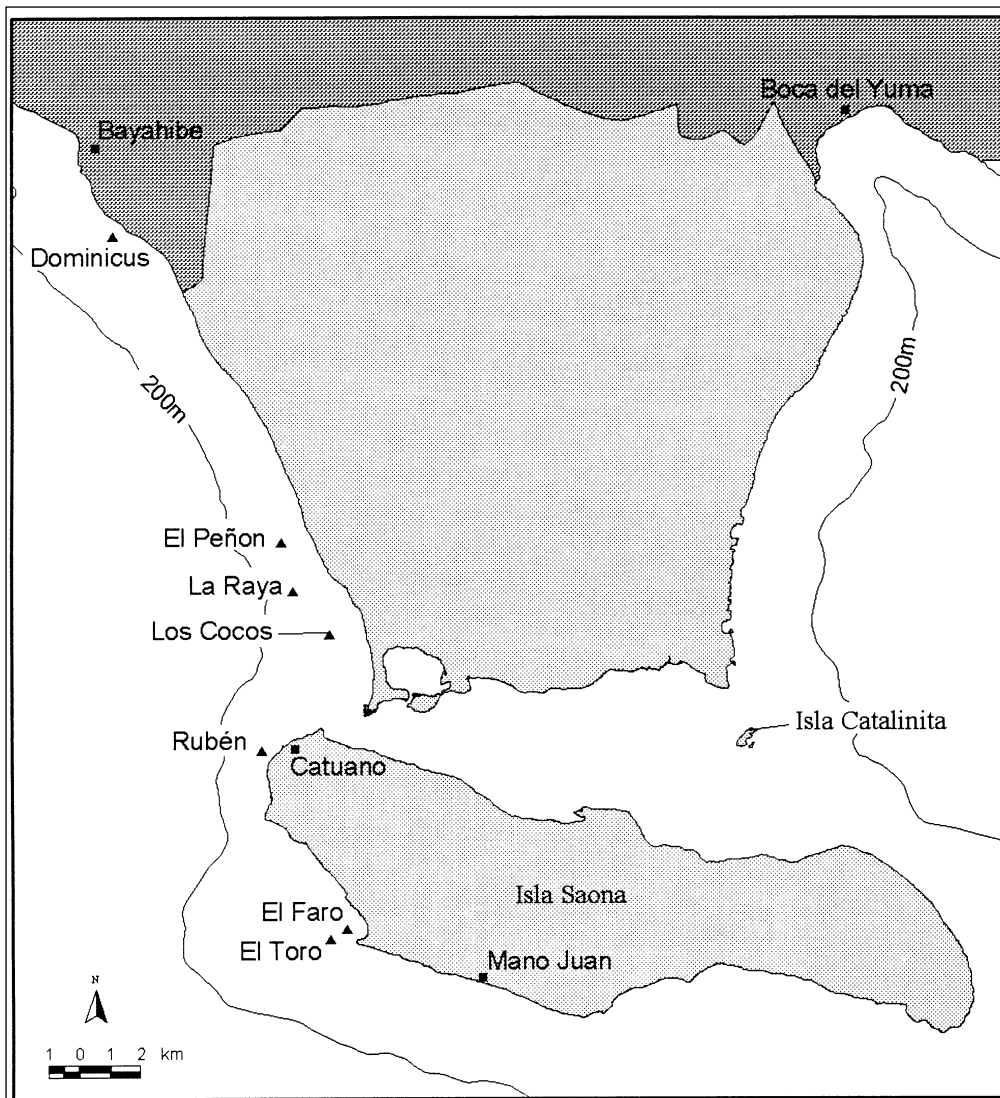 Boca del Yuma
Bayahibe
Dominicus
200m
200m
El Peñon
La Raya
Los Cocos
Isla Catalinita
Rubén
Catuano
Isla Saona
El Faro
El Toro
Mano Juan
N
1 0 1 2 km